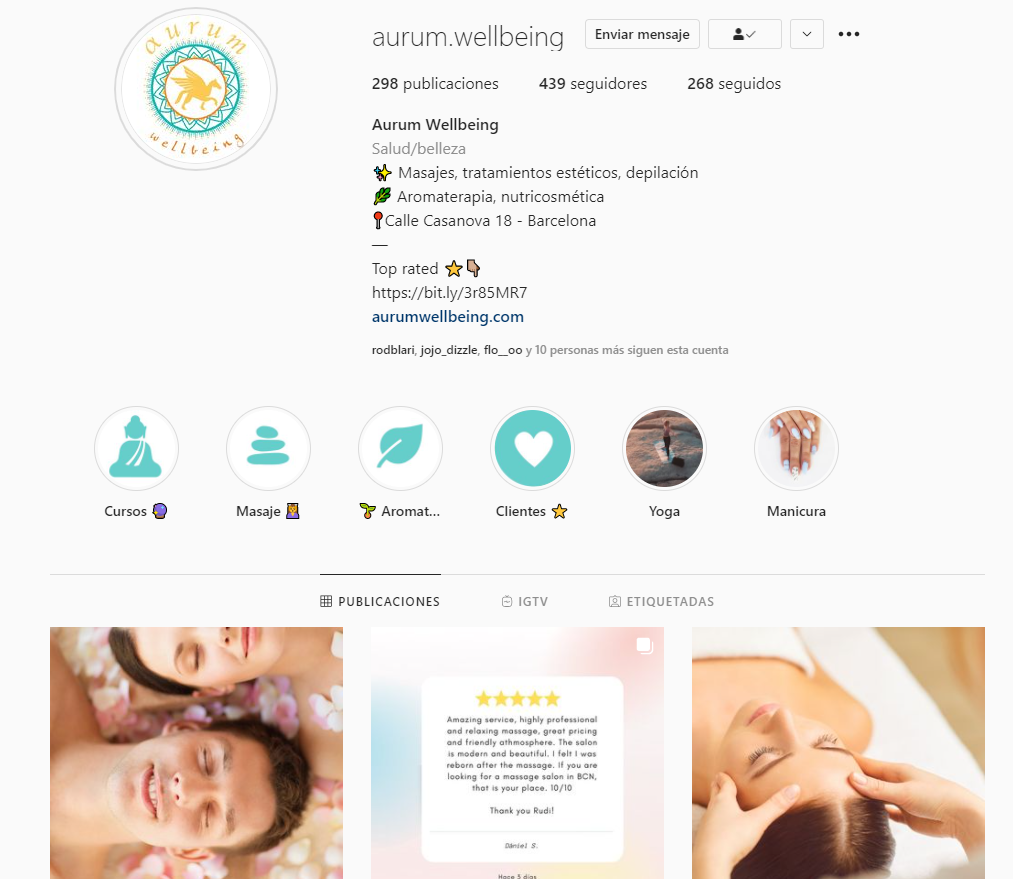 aurum
wellbeing
aurum.wellbeing
Enviar mensaje
298 publicaciones
439 seguidores
268 seguidos
Aurum Wellbeing
Salud/belleza
✨ Masajes, tratamientos estéticos, depilación
🌿 Aromaterapia, nutricosmética
📍Calle Casanova 18 - Barcelona
—
Top rated ⭐👇🏽
https://bit.ly/3r85MR7
aurumwellbeing.com
rodblari, jojo_dizzle, flo__oo y 10 personas más siguen esta cuenta
Cursos 🔮
Masaje 💆
🌱 Aromat...
Clientes ⭐
Yoga
Manicura
PUBLICACIONES
IGTV
ETIQUETADAS
Amazing service, highly professional
and relaxing massage, great pricing
and friendly athmosphere. The salon
is modern and beautiful. I felt I was
reborn after the massage. If you are
looking for a massage salon in BCN,
that is your place. 10/10
Thank you Rudi!
Dániel S.
Hace 5 días